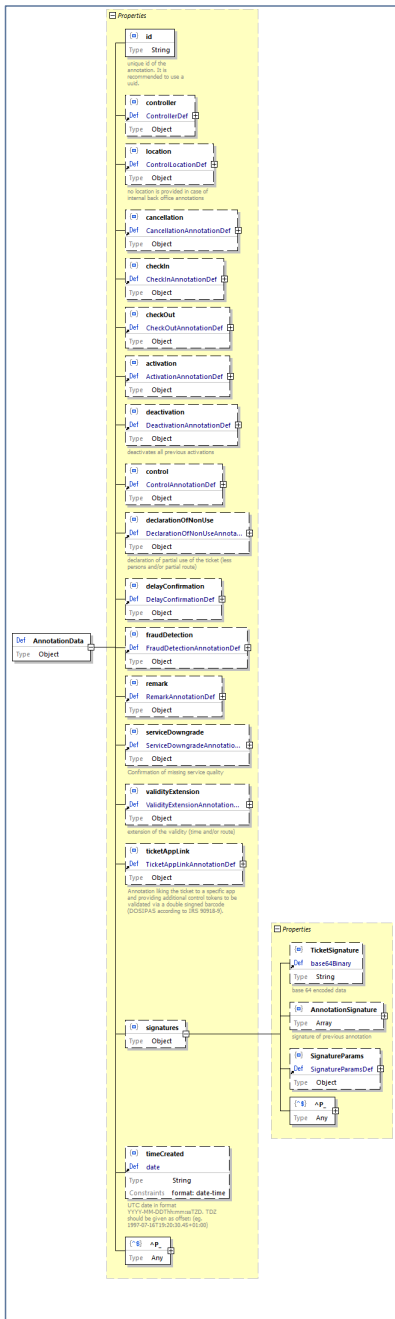 Properties
{=} id
Type String
unique id of the
annotation. It is
recommended to use a
uuid.
{=} controller
Def ControllerDef
Type Object
{=} location
Def ControlLocationDef
Type Object
no location is provided in case of
internal back office annotations
{=} cancellation
Def CancellationAnnotationDef
Type Object
{=} checkIn
Def CheckInAnnotationDef
Type Object
{=} checkOut
Def CheckOutAnnotationDef
Type Object
{=} activation
Def ActivationAnnotationDef
Type Object
{=} deactivation
Def DeactivationAnnotationDef
Type Object
deactivates all previous activations
{=} control
Def ControlAnnotationDef
Type Object
{=} declarationOfNonUse
Def DeclarationOfNonUseAnnota...
Type Object
declaration of partial use of the ticket (less
persons and/or partial route)
{=} delayConfirmation
Def DelayConfirmationDef
Type Object
Def AnnotationData
Type Object
{=} fraudDetection
Def FraudDetectionAnnotationDef
Type Object
{=} remark
Def RemarkAnnotationDef
Type Object
{=} serviceDowngrade
Def ServiceDowngradeAnnotatio...
Type Object
Confirmation of missing service quality
{=} validityExtension
Def ValidityExtensionAnnotation...
Type Object
extension of the validity (time and/or route)
{=} ticketAppLink
Def TicketAppLinkAnnotationDef
Type Object
Annotation liking the ticket to a specific app
and providing additional control tokens to be
validated via a double singned barcode
(DOSIPAS according to IRS 90918-9).
{=} signatures
Type Object
Properties
{=} TicketSignature
Def base64Binary
Type String
base 64 encoded data
{=} AnnotationSignature
Type Array
signature of previous annotation
{=} SignatureParams
Def SignatureParamsDef
Type Object
{^$} ^P_
Type Any
{=} timeCreated
Def date
Type String
Constraints format: date-time
UTC date in format
YYYY-MM-DDThh:mm:ssTZD. TDZ
should be given as offset: (eg.
1997-07-16T19:20:30.45+01:00)
{^$} ^P_
Type Any